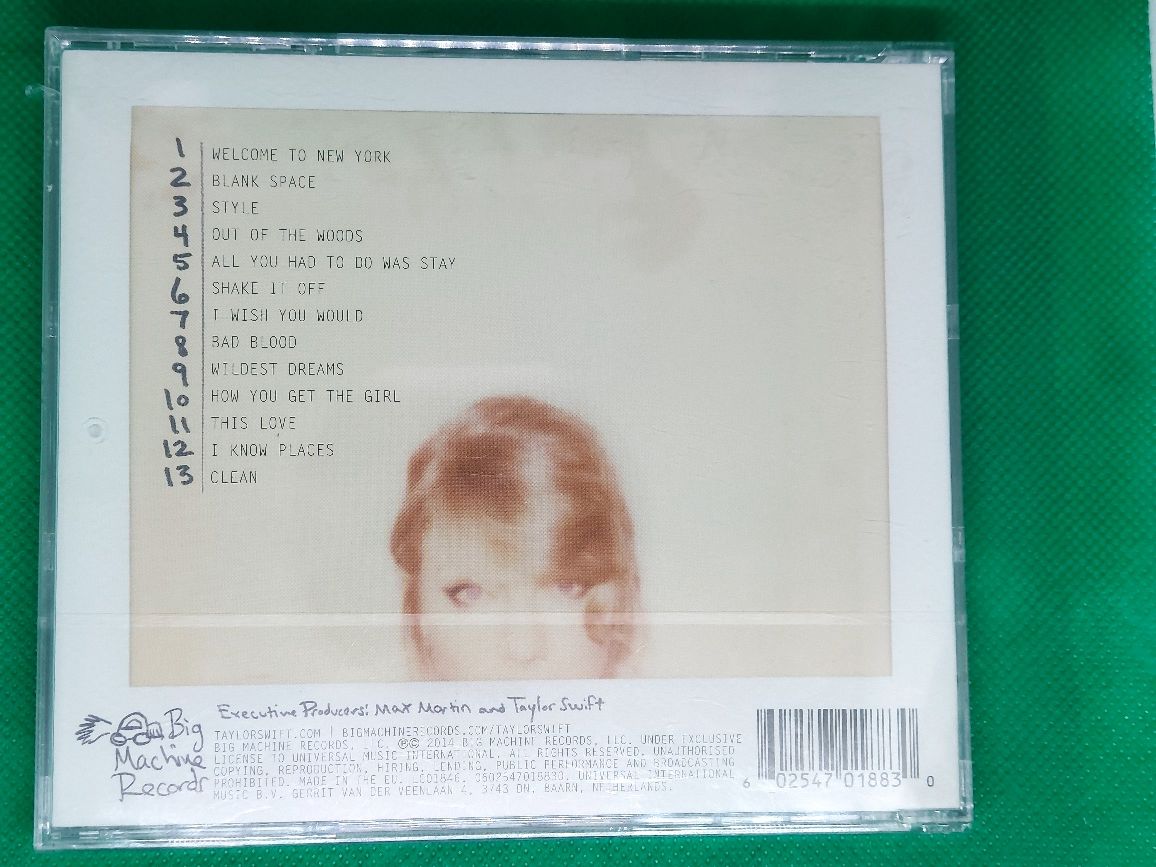 1 WELCOME TO NEW YORK
2 BLANK SPACE
3 STYLE
4 OUT OF THE WOODS
5 ALL YOU HAD TO DO WAS STAY
6 SHAKE IT OFF
7 I WISH YOU WOULD
8 BAD BLOOD
9 WILDEST DREAMS
10 HOW YOU GET THE GIRL
11 THIS LOVE
12 I KNOW PLACES
13 CLEAN
Big
Machine
Records
Executive Producers: Max Martin and Taylor Swift
TAYLORSWIFT.COM | BIGMACHINERECORDS.COM/TAYLORSWIFT
BIG MACHINE RECORDS, LLC. ℗© 2014 BIG MACHINE RECORDS, LLC. UNDER EXCLUSIVE
LICENSE TO UNIVERSAL MUSIC INTERNATIONAL. ALL RIGHTS RESERVED. UNAUTHORISED
COPYING, REPRODUCTION, HIRING, LENDING, PUBLIC PERFORMANCE AND BROADCASTING
PROHIBITED. MADE IN THE EU. LC01846. 0602547018830. UNIVERSAL INTERNATIONAL
MUSIC B.V. GERRIT VAN DER VEENLAAN 4, 3743 DN, BAARN, NETHERLANDS.
6 02547 01883 0